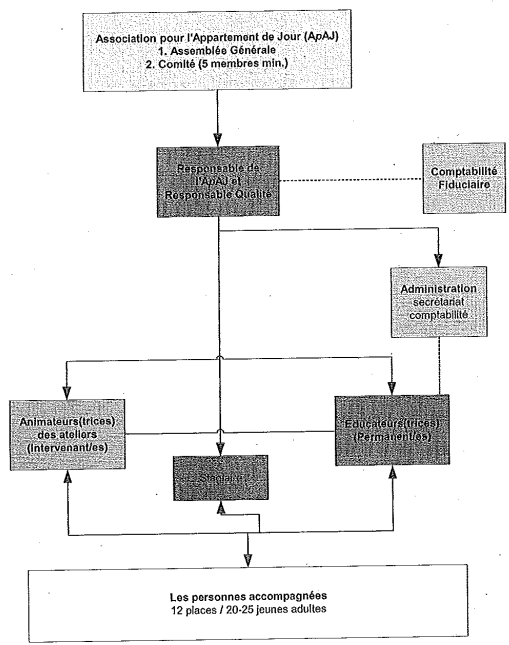 Association pour l'Appartement de Jour (ApAJ)
1. Assemblée Générale
2. Comité (5 membres min.)
Responsable de
l'ApAJ et
Responsable Qualité
Comptabilité
Fiduciaire
Administration
secrétariat
comptabilité
Animateurs(trices)
des ateliers
(Intervenant/es)
Educateurs(trices)
(Permanent/es)
Stagiaire
Les personnes accompagnées
12 places / 20-25 jeunes adultes